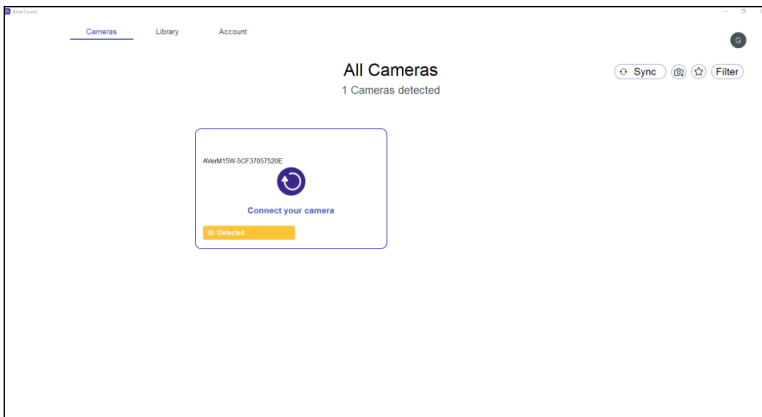 AVerTouch
Cameras Library Account
G
All Cameras
1 Cameras detected
Sync Filter
AVerM15W-5CF37057520E
Connect your camera
Detected